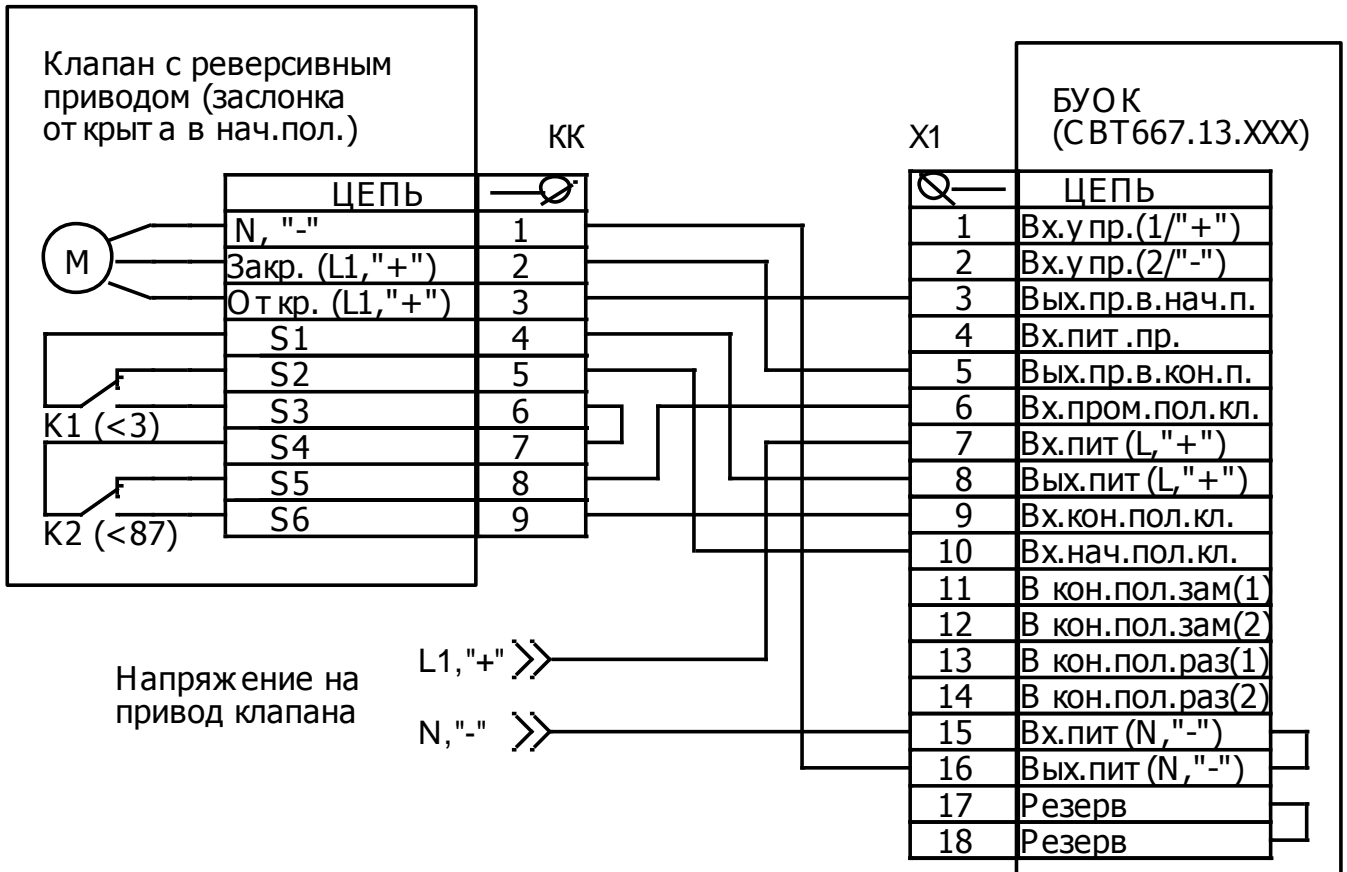 Клапан с реверсивным
приводом (заслонка
открыта в нач.пол.)
КК
ЦЕПЬ
N, "-" 1
Закр. (L1,"+") 2
Откр. (L1,"+") 3
S1 4
S2 5
S3 6
S4 7
S5 8
S6 9
М
К1 (<3)
К2 (<87)
Напряжение на
привод клапана
L1,"+"
N,"-"
БУОК
(СВТ667.13.ХХХ)
Х1
ЦЕПЬ
1 Вх.упр.(1/"+")
2 Вх.упр.(2/"-")
3 Вых.пр.в.нач.п.
4 Вх.пит.пр.
5 Вых.пр.в.кон.п.
6 Вх.пром.пол.кл.
7 Вх.пит(L,"+")
8 Вых.пит(L,"+")
9 Вх.кон.пол.кл.
10 Вх.нач.пол.кл.
11 В кон.пол.зам(1)
12 В кон.пол.зам(2)
13 В кон.пол.раз(1)
14 В кон.пол.раз(2)
15 Вх.пит(N,"-")
16 Вых.пит(N,"-")
17 Резерв
18 Резерв